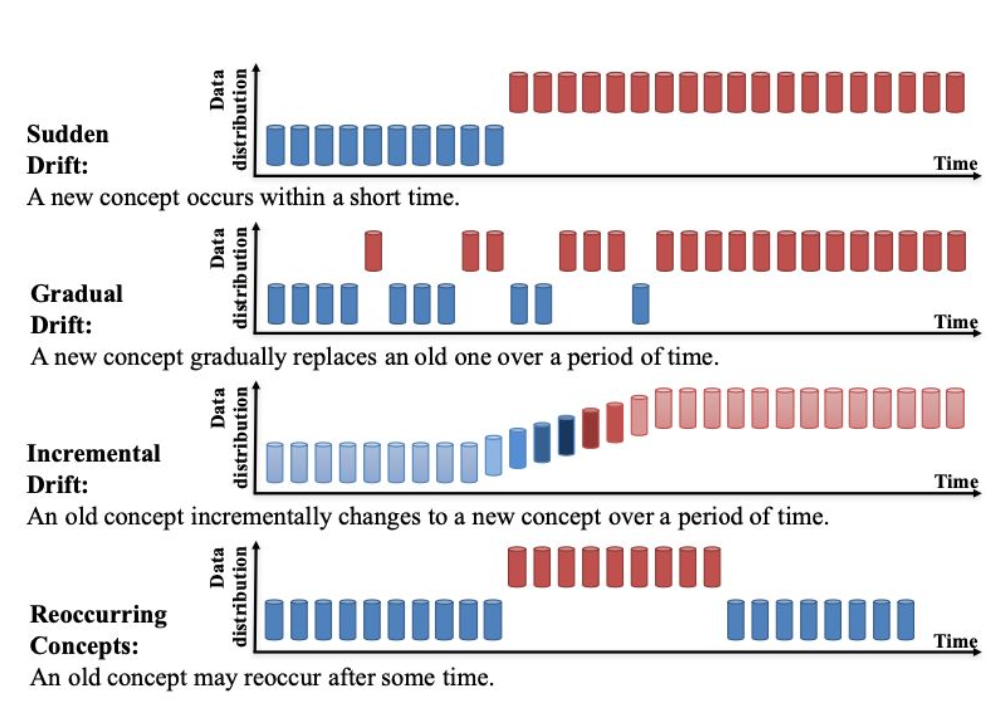 Data
distribution
Sudden
Drift:
Time
A new concept occurs within a short time.
Data
distribution
Gradual
Drift:
Time
A new concept gradually replaces an old one over a period of time.
Data
distribution
Incremental
Drift:
Time
An old concept incrementally changes to a new concept over a period of time.
Data
distribution
Reoccurring
Concepts:
Time
An old concept may reoccur after some time.